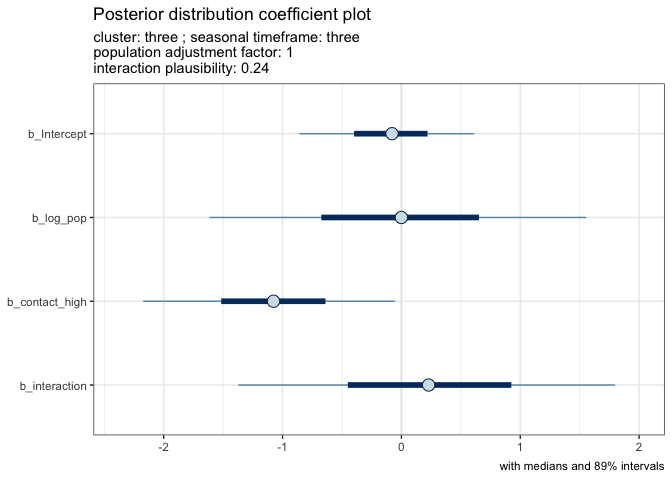 Posterior distribution coefficient plot
cluster: three ; seasonal timeframe: three
population adjustment factor: 1
interaction plausibility: 0.24
b_Intercept
b_log_pop
b_contact_high
b_interaction
-2 -1 0 1 2
with medians and 89% intervals